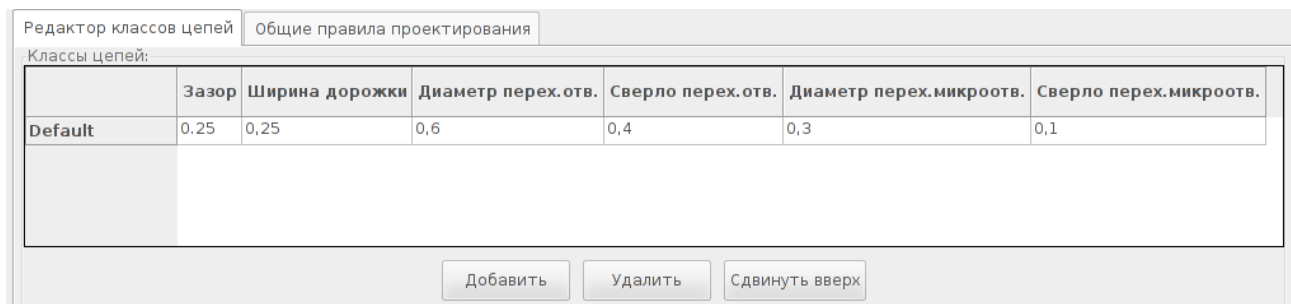 Редактор классов цепей Общие правила проектирования
Классы цепей:
Зазор Ширина дорожки Диаметр перех.отв. Сверло перех.отв. Диаметр перех.микроотв. Сверло перех.микроотв.
Default 0.25 0,25 0,6 0,4 0,3 0,1
Добавить Удалить Сдвинуть вверх